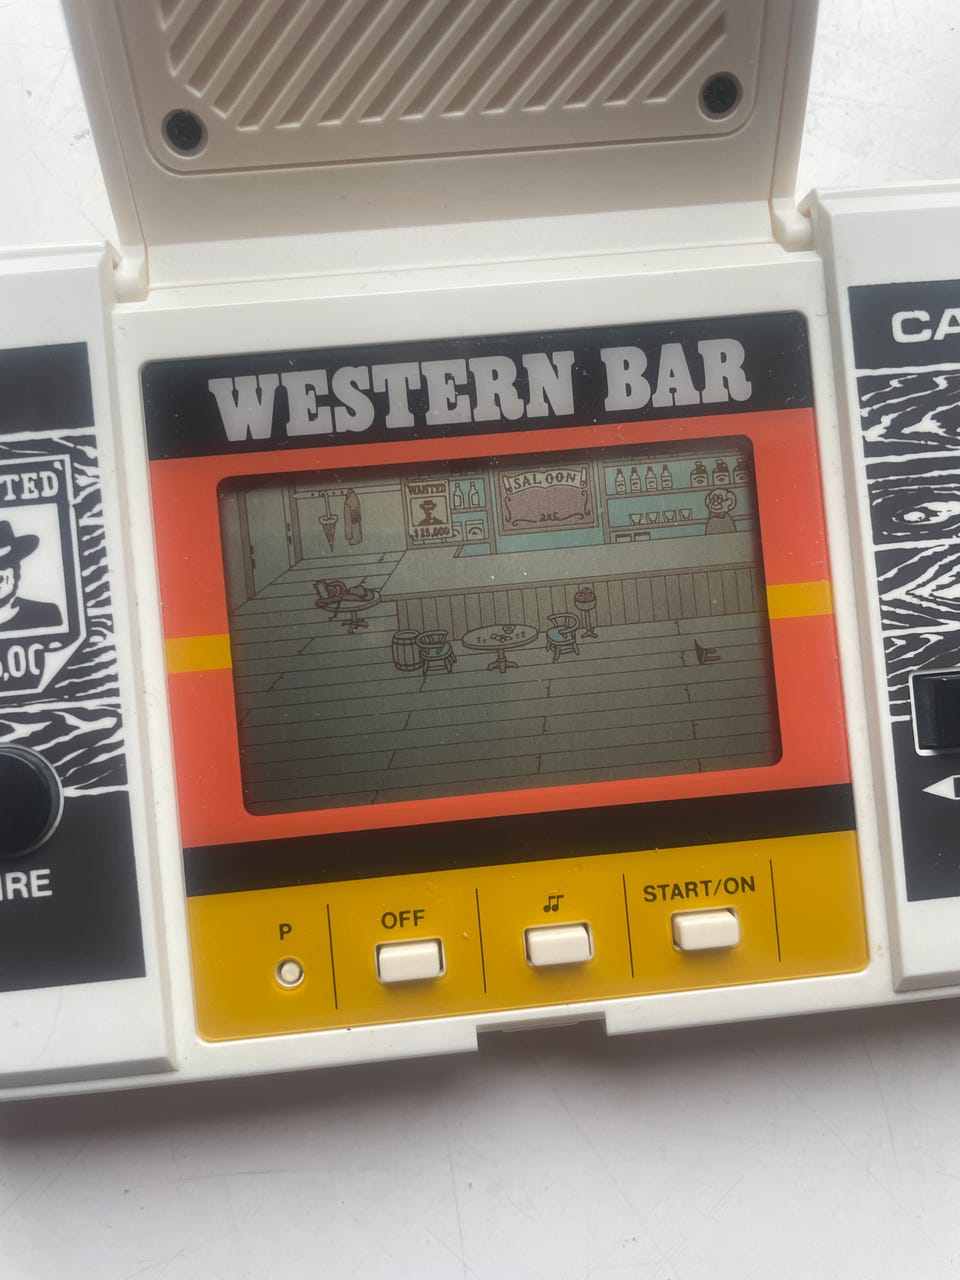 WESTERN BAR
WANTED
$25,000
SALOON
CA
TED
IRE
P
OFF
START/ON